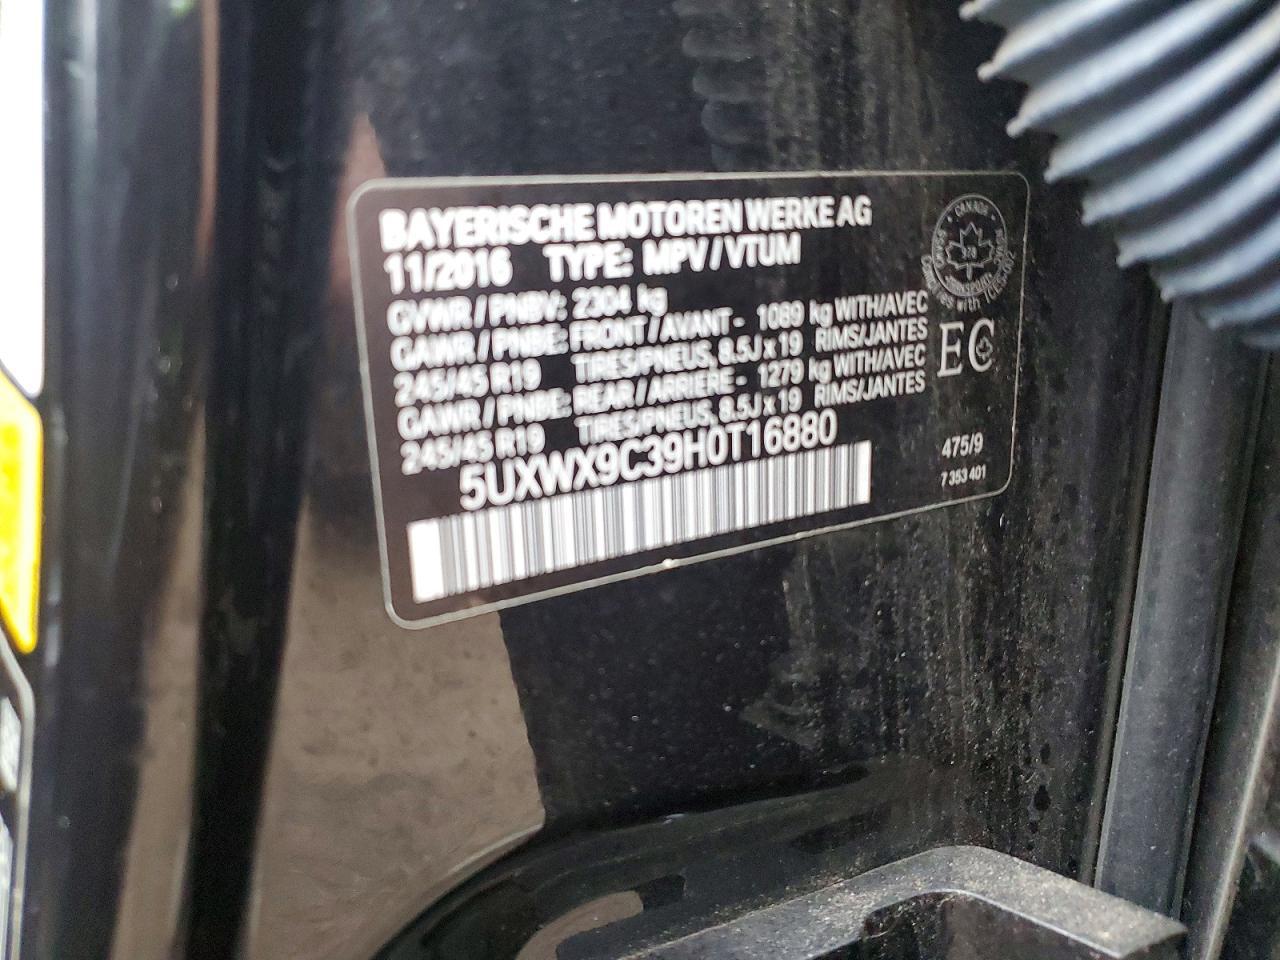 BAYERISCHE MOTOREN WERKE AG
11/2016 TYPE: MPV / VTUM
GVWR / PNBV: 2304 kg
GAWR / PNBE: FRONT / AVANT - 1089 kg WITH/AVEC
245/45 R19 TIRES/PNEUS, 8.5J x 19 RIMS/JANTES
GAWR / PNBE: REAR / ARRIERE - 1279 kg WITH/AVEC
245/45 R19 TIRES/PNEUS, 8.5J x 19 RIMS/JANTES
5UXWX9C39H0T16880
CANADA
EC
475/9
7 353 401